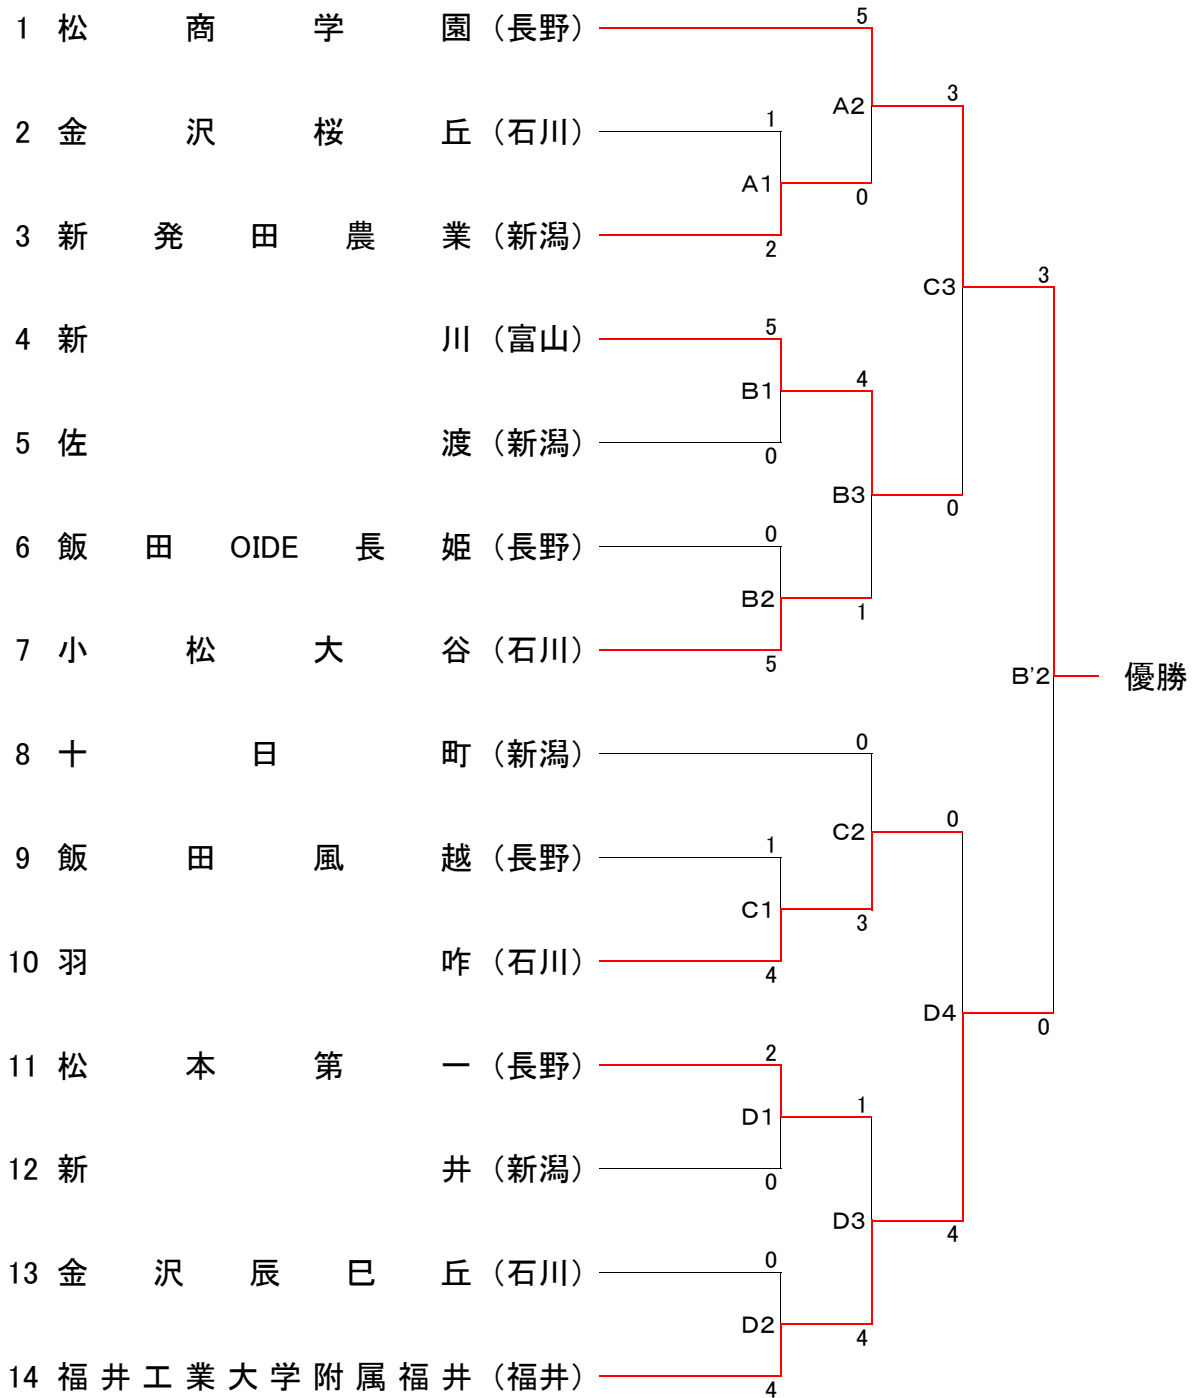 1 松商学園（長野） 5
A2 3
2 金沢桜丘（石川） 1
A1 0
3 新発田農業（新潟） 2
C3 3
4 新川（富山） 5
B1 4
5 佐渡（新潟） 0
B3 0
6 飯田OIDE長姫（長野） 0
B2 1
7 小松大谷（石川） 5
B'2 優勝
8 十日町（新潟） 0
C2 0
9 飯田風越（長野） 1
C1 3
10 羽咋（石川） 4
D4 0
11 松本第一（長野） 2
D1 1
12 新井（新潟） 0
D3 4
13 金沢辰巳丘（石川） 0
D2 4
14 福井工業大学附属福井（福井） 4